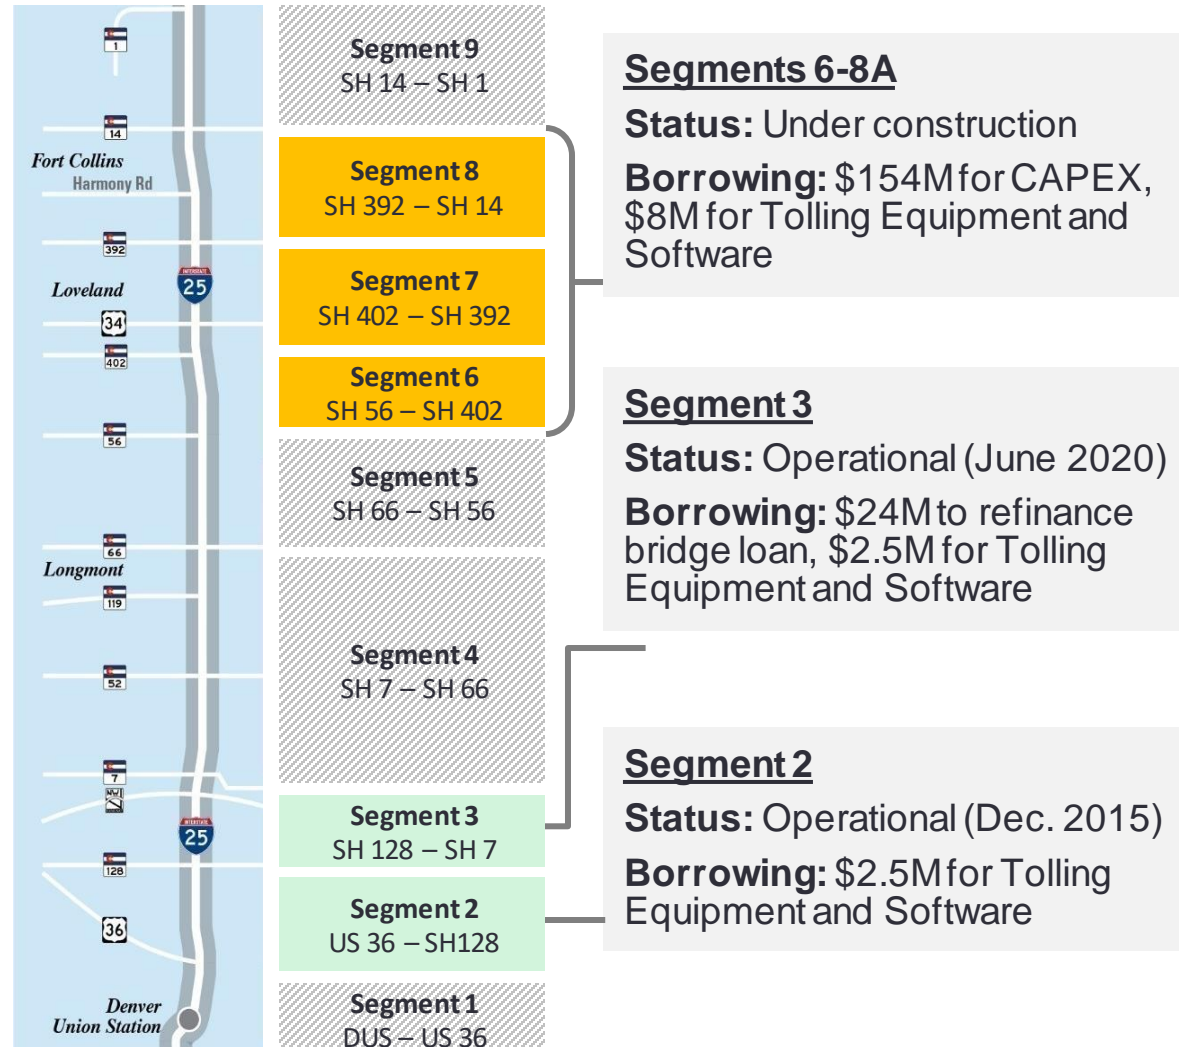 1
14
Fort Collins
Harmony Rd
392
Loveland
INTERSTATE
25
34
402
56
66
Longmont
119
52
7
NW
INTERSTATE
25
128
36
Denver
Union Station
Segment 9
SH 14 – SH 1
Segment 8
SH 392 – SH 14
Segment 7
SH 402 – SH 392
Segment 6
SH 56 – SH 402
Segment 5
SH 66 – SH 56
Segment 4
SH 7 – SH 66
Segment 3
SH 128 – SH 7
Segment 2
US 36 – SH128
Segment 1
DUS – US 36
Segments 6-8A
Status: Under construction
Borrowing: $154M for CAPEX,
$8M for Tolling Equipment and
Software
Segment 3
Status: Operational (June 2020)
Borrowing: $24M to refinance
bridge loan, $2.5M for Tolling
Equipment and Software
Segment 2
Status: Operational (Dec. 2015)
Borrowing: $2.5M for Tolling
Equipment and Software